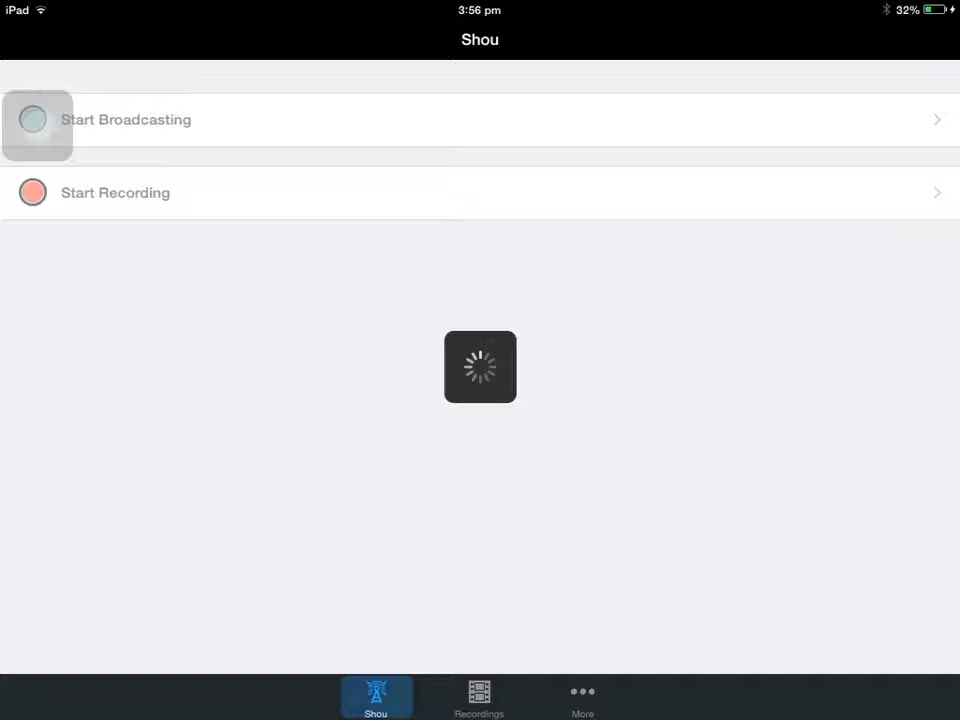 iPad 3:56 pm 32%
Shou
Start Broadcasting
Start Recording
Shou Recordings More